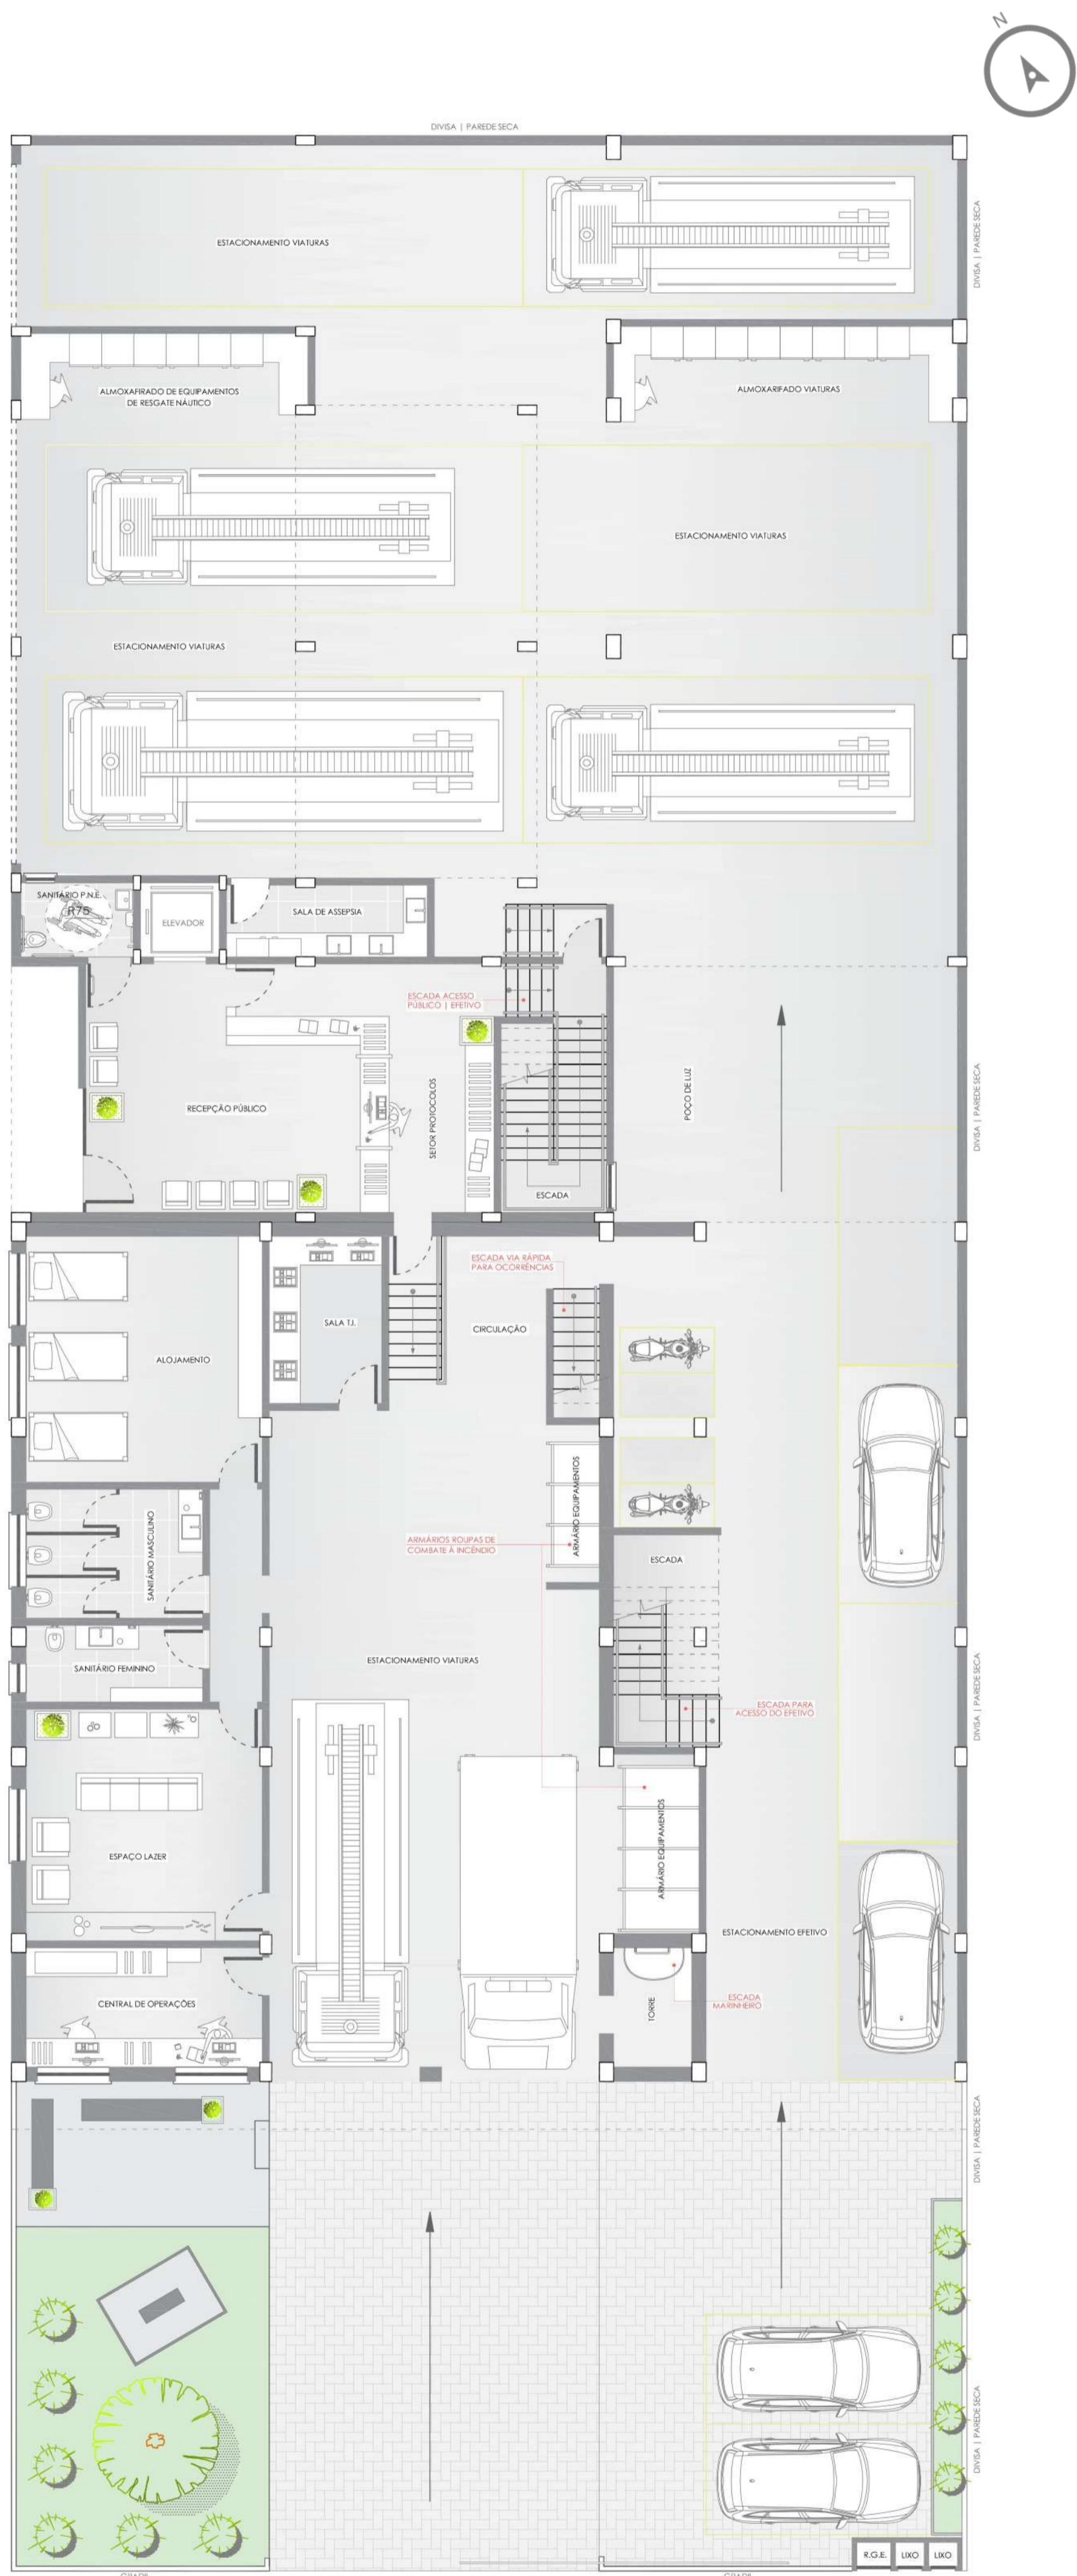 N
DIVISA | PAREDE SECA
DIVISA | PAREDE SECA
ESTACIONAMENTO VIATURAS
ALMOXAFIRADO DE EQUIPAMENTOS
DE RESGATE NÁUTICO
ALMOXARIFADO VIATURAS
ESTACIONAMENTO VIATURAS
ESTACIONAMENTO VIATURAS
SANITÁRIO P.N.E.
R75
ELEVADOR
SALA DE ASSEPSIA
ESCADA ACESSO
PÚBLICO | EFETIVO
RECEPÇÃO PÚBLICO
SETOR PROTOCOLOS
POÇO DE LUZ
DIVISA | PAREDE SECA
ESCADA
ESCADA VIA RÁPIDA
PARA OCORRÊNCIAS
SALA T.I.
CIRCULAÇÃO
ALOJAMENTO
ARMÁRIO EQUIPAMENTOS
ARMÁRIOS ROUPAS DE
COMBATE À INCÊNDIO
SANITÁRIO MASCULINO
ESCADA
ESTACIONAMENTO VIATURAS
SANITÁRIO FEMININO
ESCADA PARA
ACESSO DO EFETIVO
DIVISA | PAREDE SECA
ARMÁRIO EQUIPAMENTOS
ESPAÇO LAZER
ESTACIONAMENTO EFETIVO
CENTRAL DE OPERAÇÕES
TORRE
ESCADA
MARINHEIRO
DIVISA | PAREDE SECA
DIVISA | PAREDE SECA
R.G.E.
LIXO
LIXO